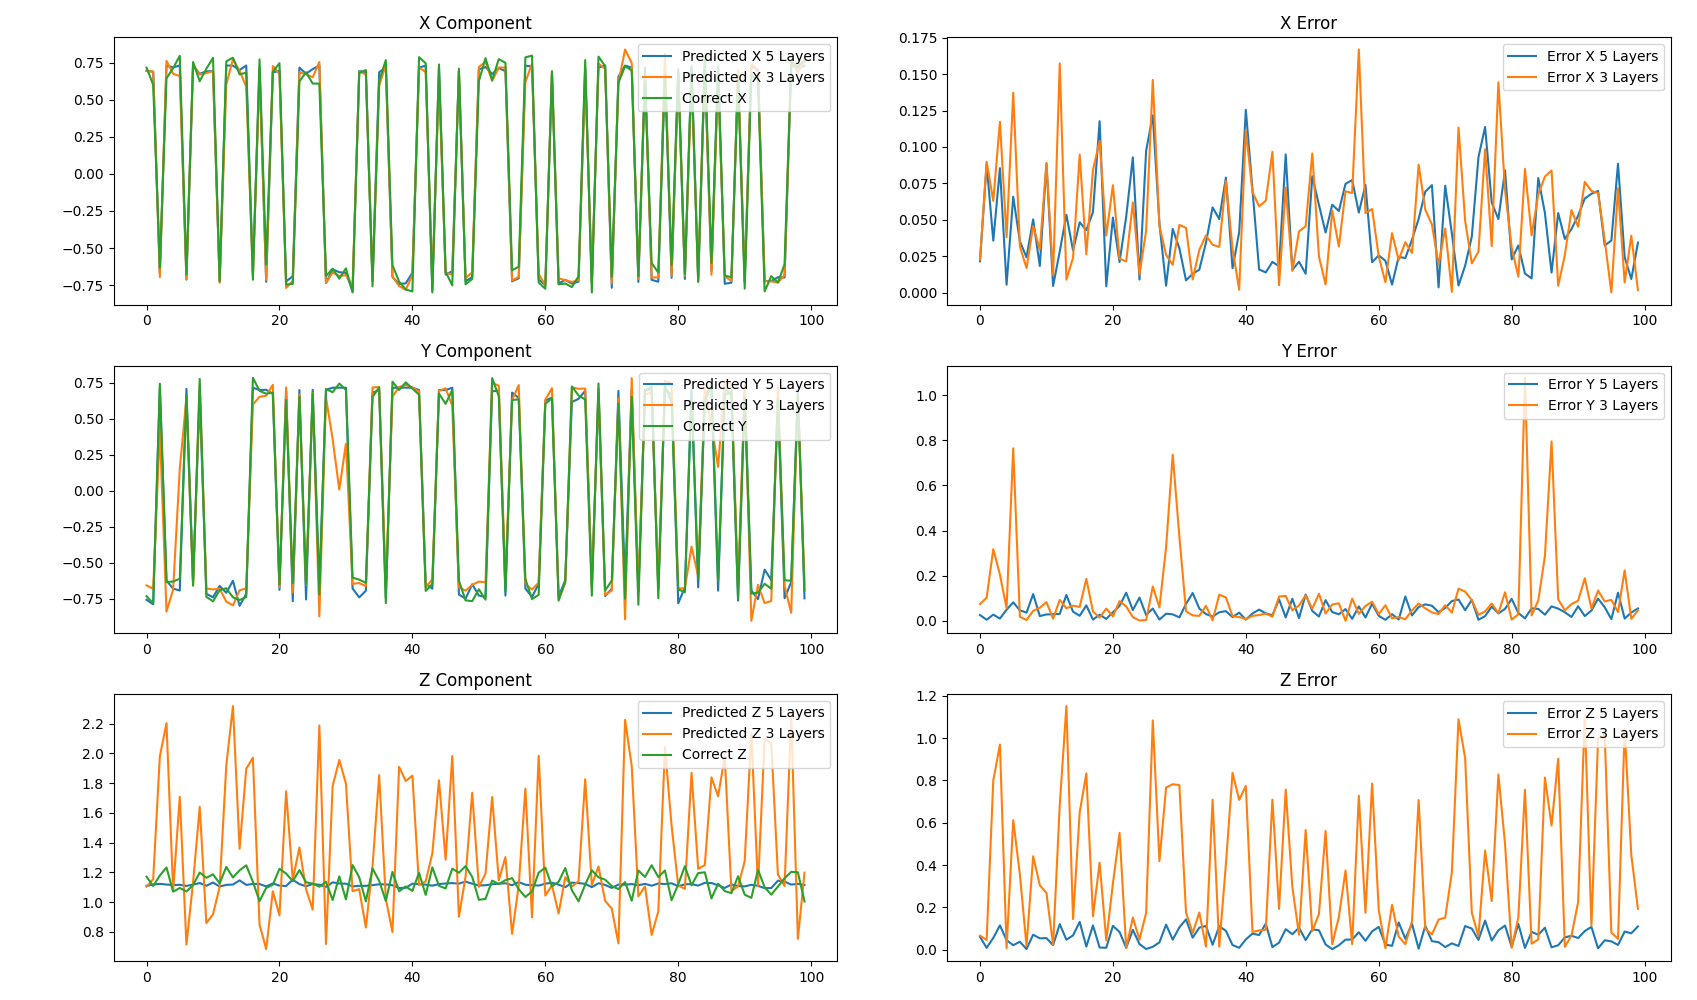 X Component
Predicted X 5 Layers
Predicted X 3 Layers
Correct X
0.75
0.50
0.25
0.00
−0.25
−0.50
−0.75
0 20 40 60 80 100
X Error
Error X 5 Layers
Error X 3 Layers
0.175
0.150
0.125
0.100
0.075
0.050
0.025
0.000
0 20 40 60 80 100
Y Component
Predicted Y 5 Layers
Predicted Y 3 Layers
Correct Y
0.75
0.50
0.25
0.00
−0.25
−0.50
−0.75
0 20 40 60 80 100
Y Error
Error Y 5 Layers
Error Y 3 Layers
1.0
0.8
0.6
0.4
0.2
0.0
0 20 40 60 80 100
Z Component
Predicted Z 5 Layers
Predicted Z 3 Layers
Correct Z
2.2
2.0
1.8
1.6
1.4
1.2
1.0
0.8
0 20 40 60 80 100
Z Error
Error Z 5 Layers
Error Z 3 Layers
1.2
1.0
0.8
0.6
0.4
0.2
0.0
0 20 40 60 80 100